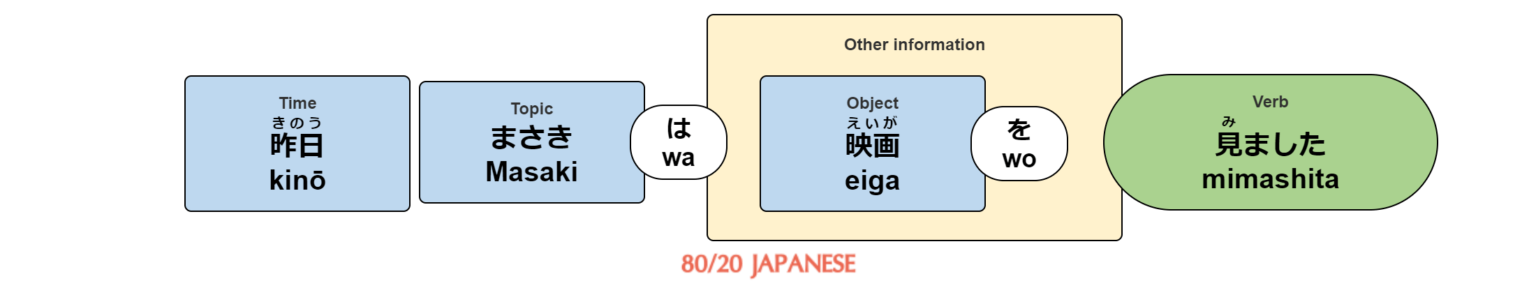 Time
きのう
昨日
kinō
Topic
まさき
Masaki
は
wa
Other information
Object
えいが
映画
eiga
を
wo
Verb
み
見ました
mimashita
80/20 JAPANESE